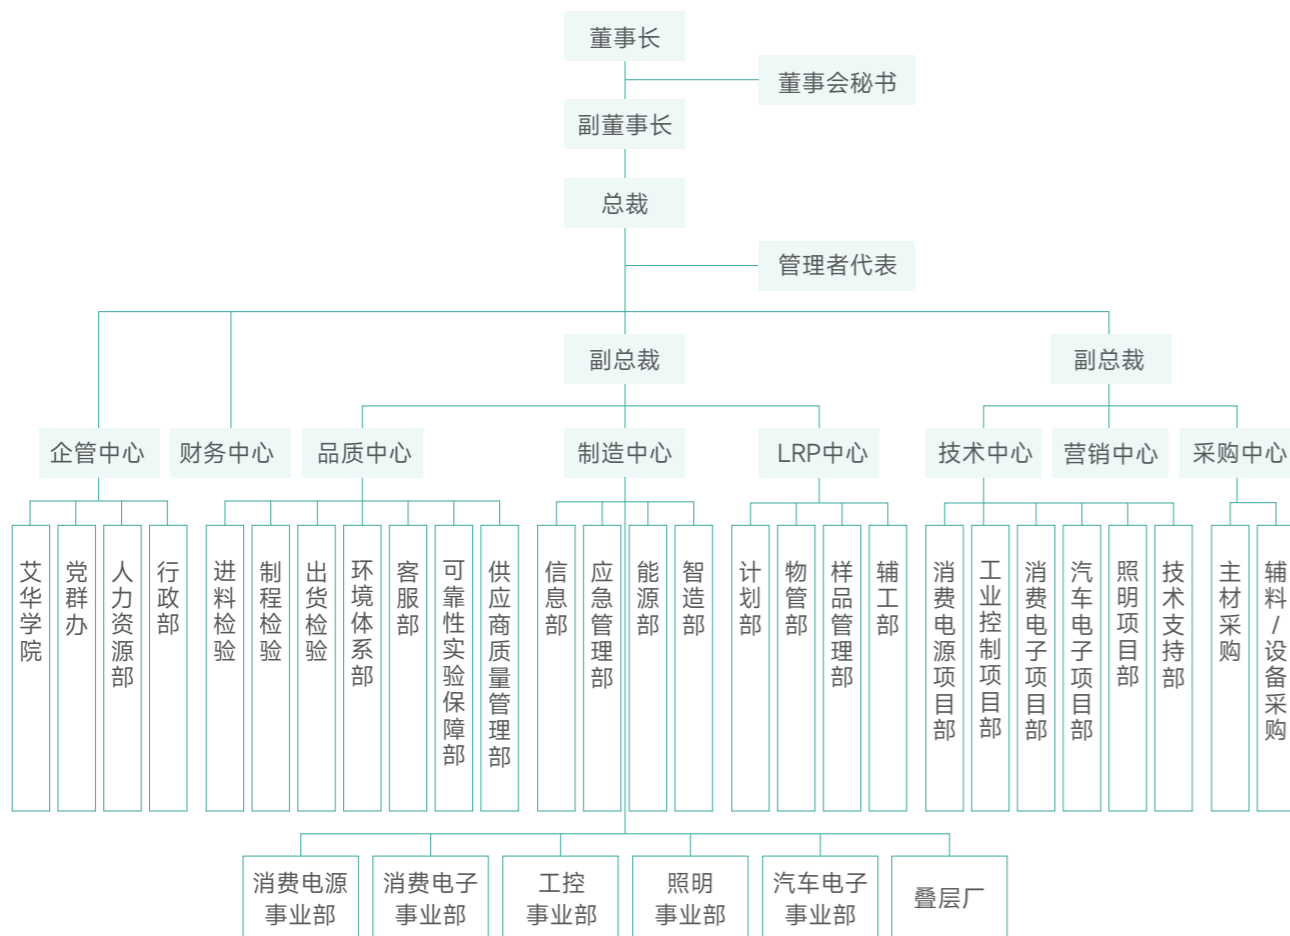 董事长
董事会秘书
副董事长
总裁
管理者代表
副总裁
副总裁
企管中心
财务中心
品质中心
制造中心
LRP中心
技术中心
营销中心
采购中心
艾华学院
党群办
人力资源部
行政部
进料检验
制程检验
出货检验
环境体系部
客服部
可靠性实验保障部
供应商质量管理部
信息部
应急管理部
能源部
智造部
计划部
物管部
样品管理部
辅工部
消费电源项目部
工业控制项目部
消费电子项目部
汽车电子项目部
照明项目部
技术支持部
主材采购
辅料/设备采购
消费电源
事业部
消费电子
事业部
工控
事业部
照明
事业部
汽车电子
事业部
叠层厂